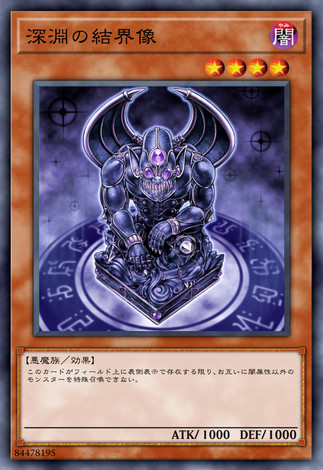 深淵の結界像
闇
やみ
【悪魔族／効果】
このカードがフィールド上に表側表示で存在する限り、お互いに闇属性以外の
モンスターを特殊召喚できない。
ATK/1000 DEF/1000
84478195